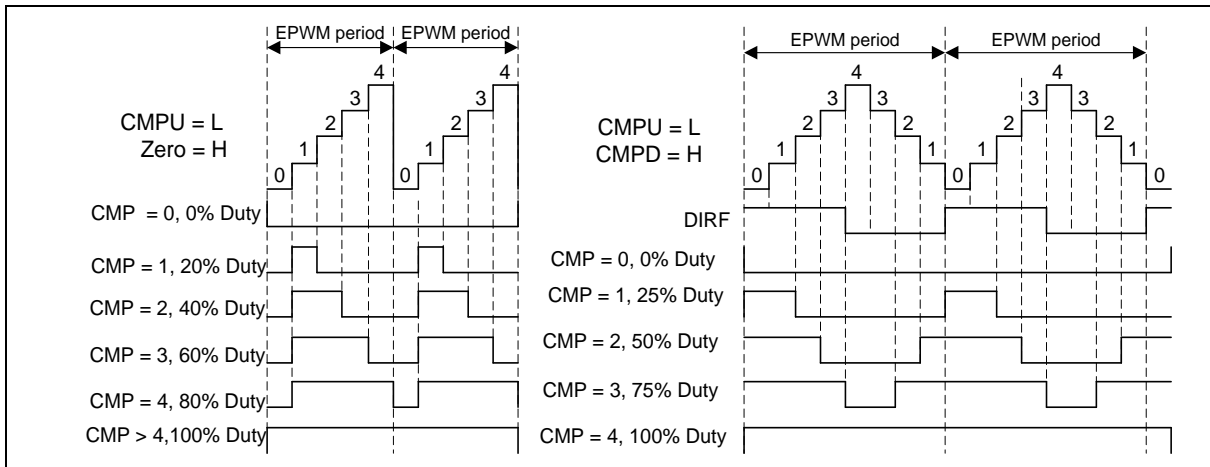 EPWM period EPWM period
CMPU = L
Zero = H
0 1 2 3 4 0 1 2 3 4
CMP = 0, 0% Duty
CMP = 1, 20% Duty
CMP = 2, 40% Duty
CMP = 3, 60% Duty
CMP = 4, 80% Duty
CMP > 4,100% Duty
EPWM period EPWM period
CMPU = L
CMPD = H
0 1 2 3 4 3 2 1 0 1 2 3 4 3 2 1 0
DIRF
CMP = 0, 0% Duty
CMP = 1, 25% Duty
CMP = 2, 50% Duty
CMP = 3, 75% Duty
CMP = 4, 100% Duty